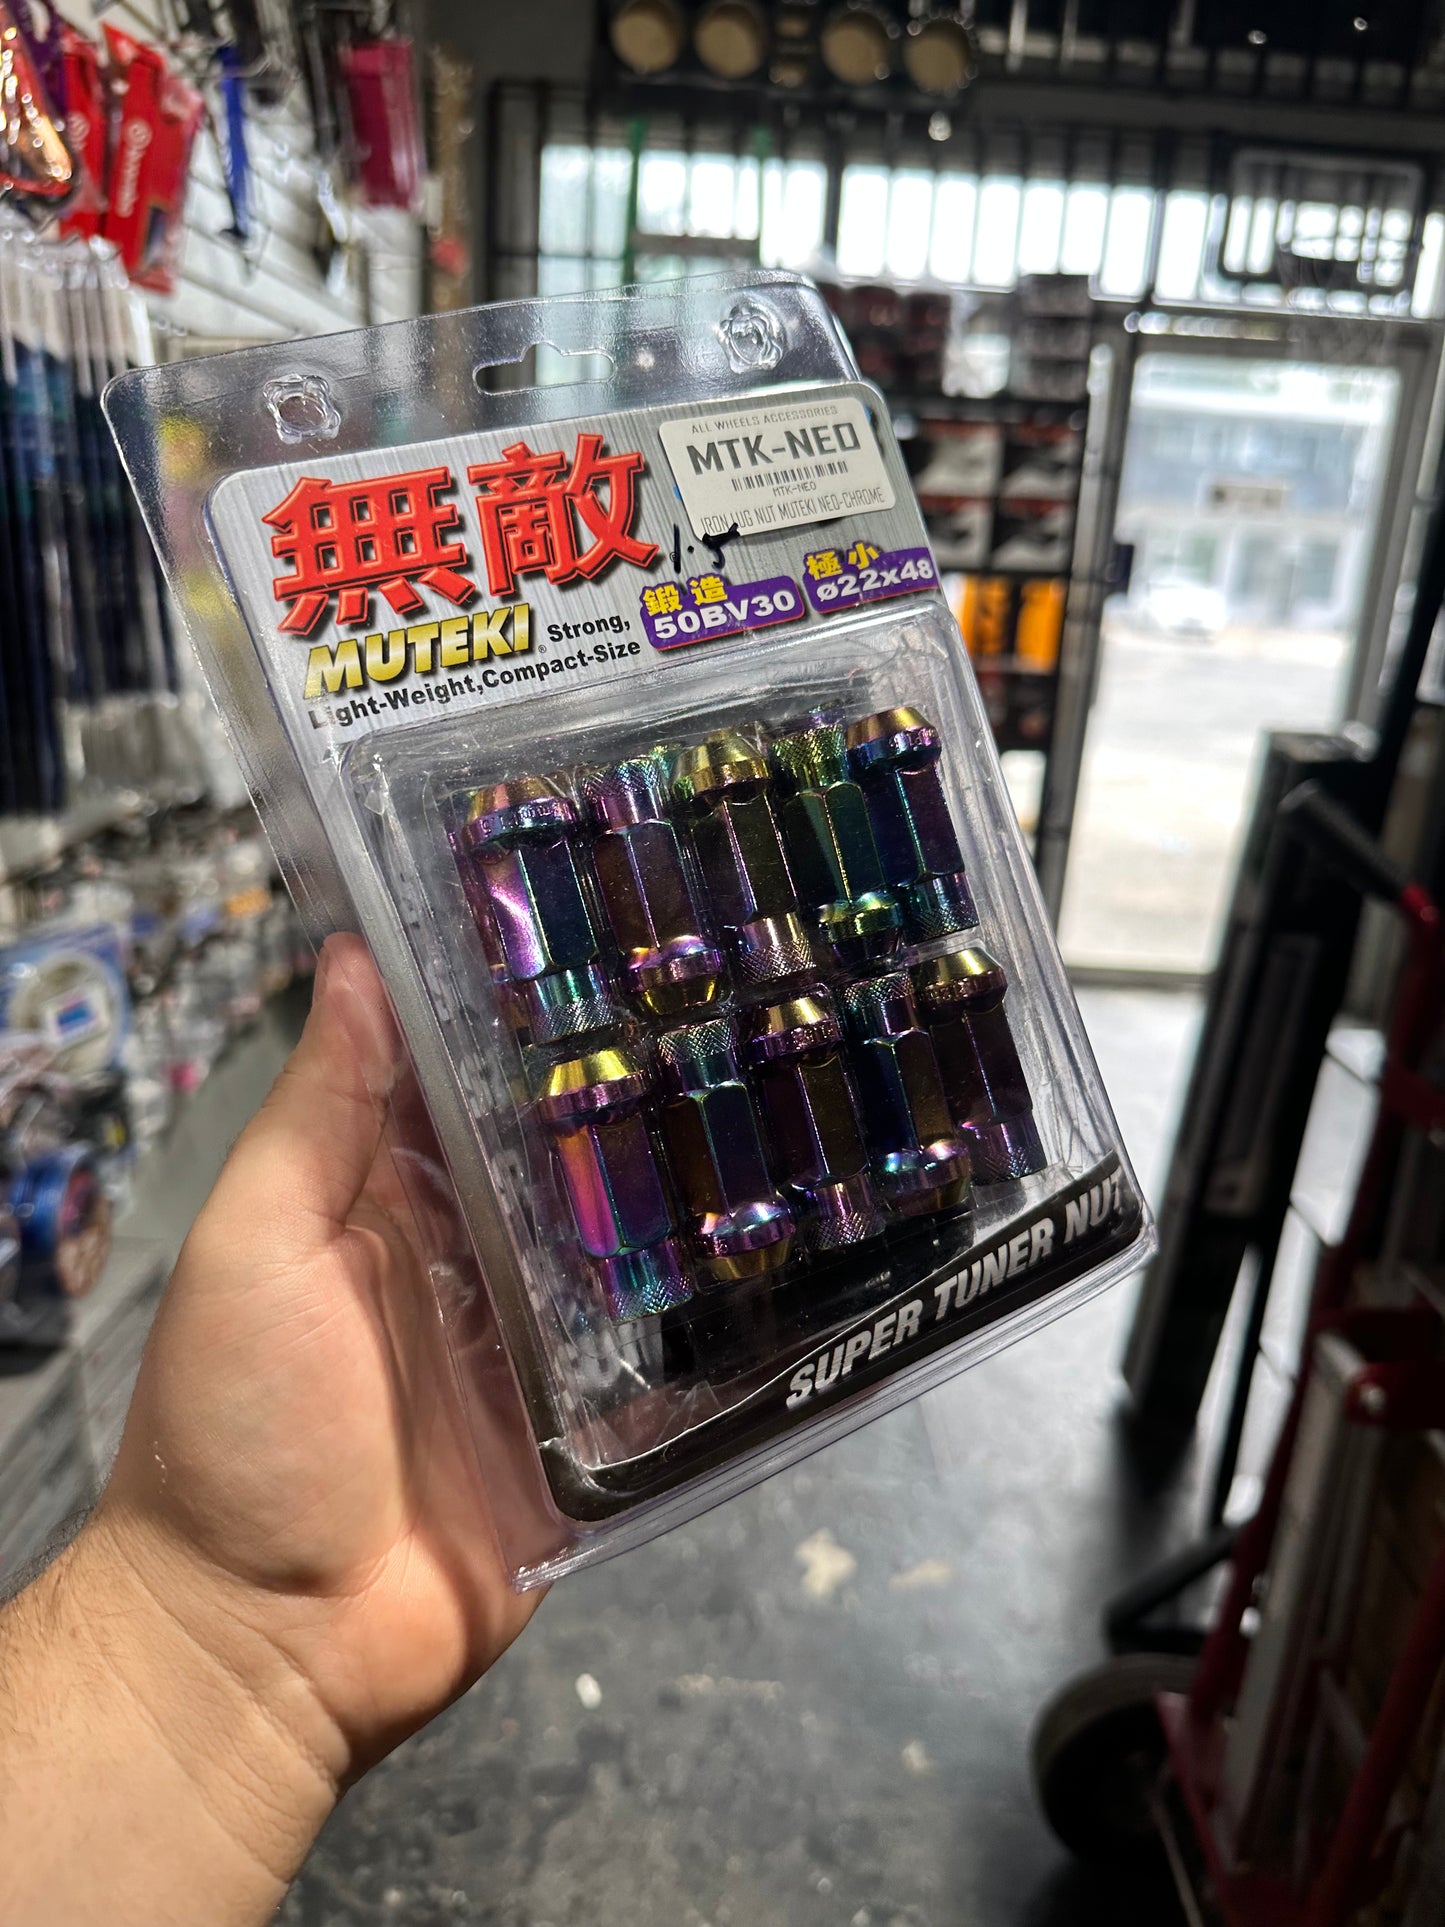 ALL WHEELS ACCESSORIES
MTK-NEO
MTK-NEO
IRON LUG NUT MUTEKI NEO-CHROME
無敵
1.5
MUTEKI® Strong,
Light-Weight,Compact-Size
鍛造
50BV30
極小
ø22x48
SUPER TUNER NUT